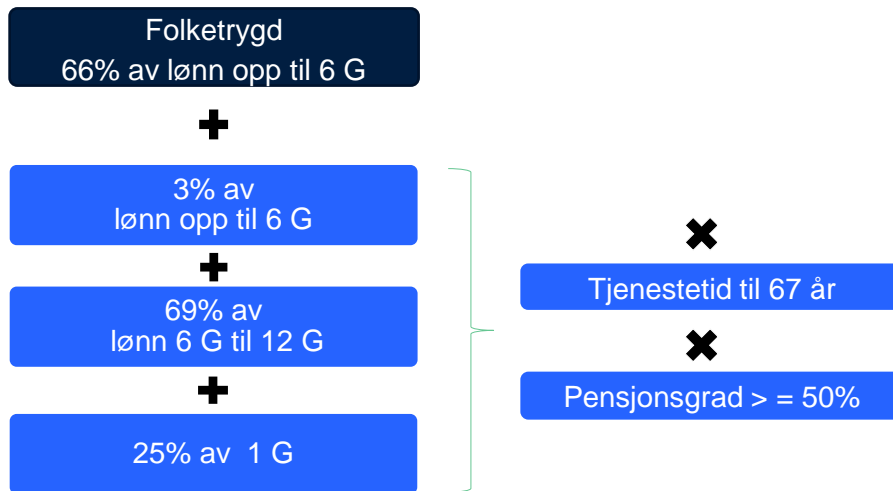 Folketrygd
66% av lønn opp til 6 G
3% av
lønn opp til 6 G
69% av
lønn 6 G til 12 G
25% av 1 G
Tjenestetid til 67 år
Pensjonsgrad > = 50%